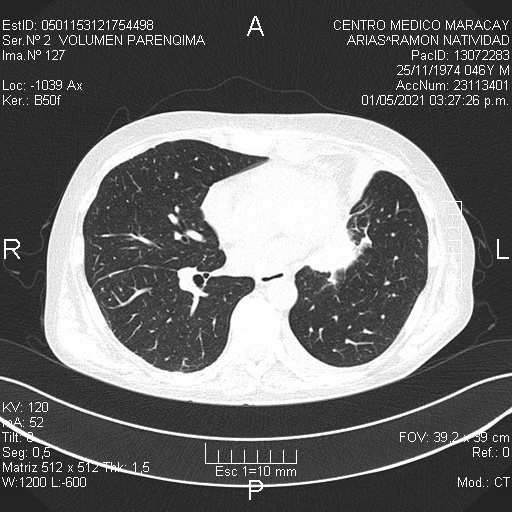 EstID: 0501153121754498
Ser.Nº 2 VOLUMEN PARENQIMA
Ima.Nº 127
Loc: -1039 Ax
Ker.: B50f
A
CENTRO MEDICO MARACAY
ARIAS^RAMON NATIVIDAD
PacID: 13072283
25/11/1974 046Y M
AccNum: 23113401
01/05/2021 03:27:26 p.m.
R
L
KV: 120
mA: 52
Tilt: 0
Seg: 0,5
Matriz 512 x 512 Thk: 1,5
W:1200 L:-600
Esc 1=10 mm
P
FOV: 39,2 x 39 cm
Ref.: 0
Mod.: CT